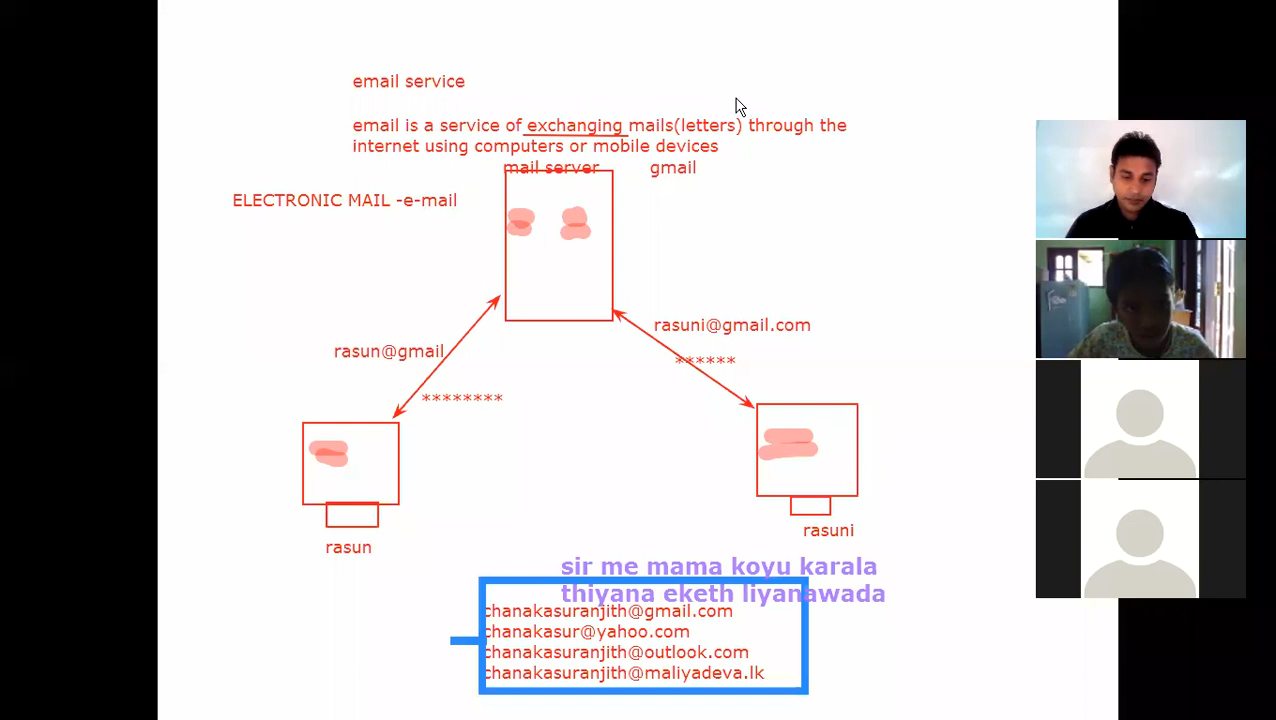 email service
email is a service of exchanging mails(letters) through the
internet using computers or mobile devices
mail server gmail
ELECTRONIC MAIL -e-mail
rasuni@gmail.com
rasun@gmail
******
********
rasuni
rasun
sir me mama koyu karala
thiyana eketh liyanawada
chanakasuranjith@gmail.com
chanakasur@yahoo.com
chanakasuranjith@outlook.com
chanakasuranjith@maliyadeva.lk